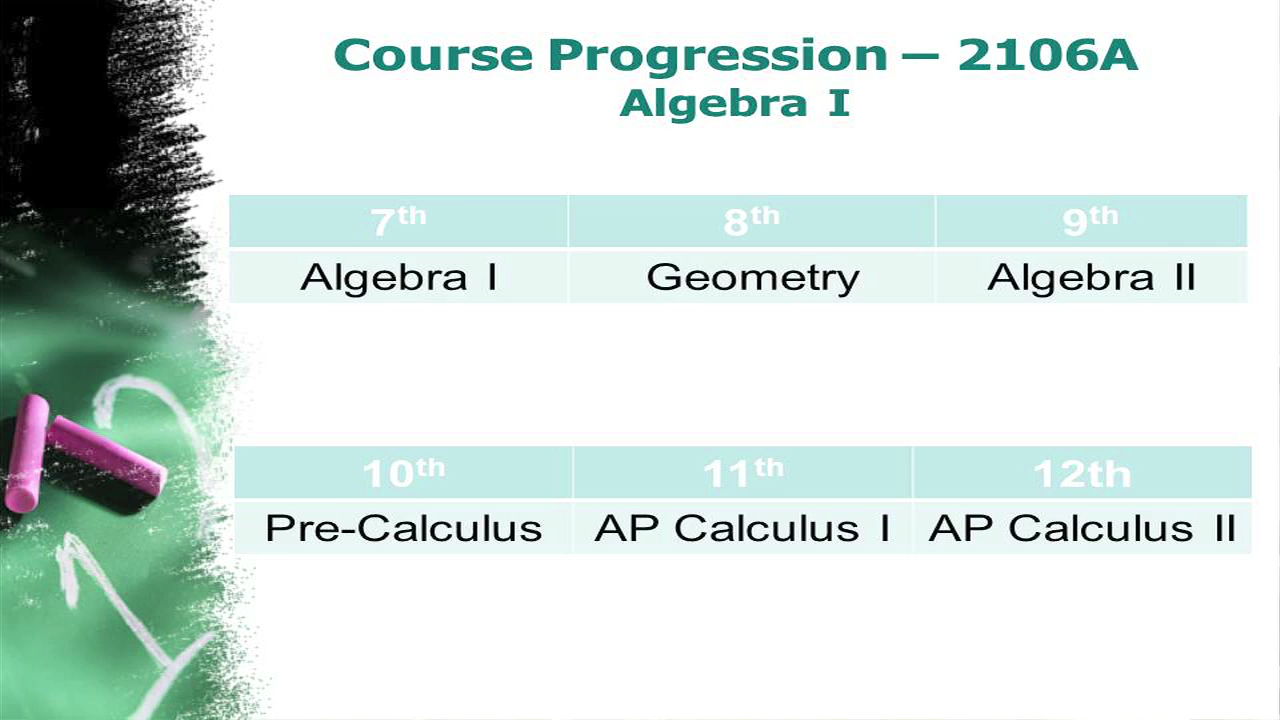 Course Progression – 2106A
Algebra I
7th 8th 9th
Algebra I Geometry Algebra II
10th 11th 12th
Pre-Calculus AP Calculus I AP Calculus II